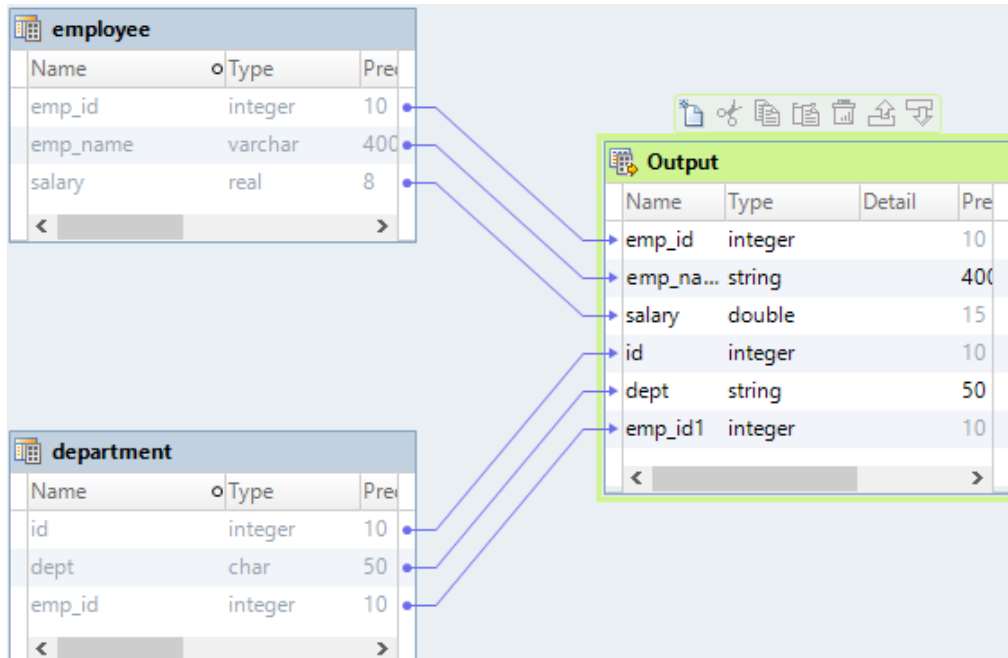 employee
Name Type Prec
emp_id integer 10
emp_name varchar 400
salary real 8
Output
Name Type Detail Pre
emp_id integer 10
emp_na... string 400
salary double 15
id integer 10
dept string 50
emp_id1 integer 10
department
Name Type Prec
id integer 10
dept char 50
emp_id integer 10